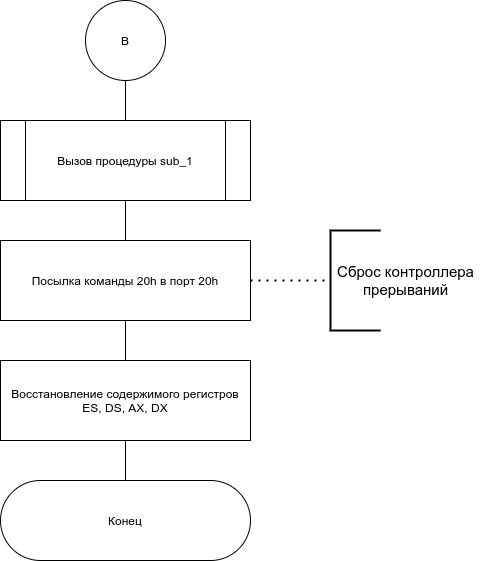 В
Вызов процедуры sub_1
Посылка команды 20h в порт 20h
Сброс контроллера
прерываний
Восстановление содержимого регистров
ES, DS, AX, DX
Конец